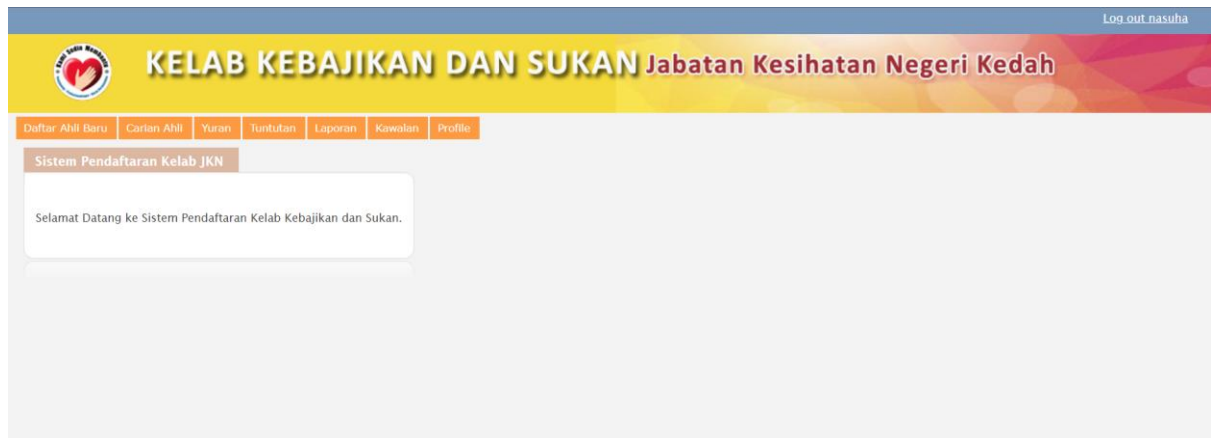 Log out nasuha
KELAB KEBAJIKAN DAN SUKAN Jabatan Kesihatan Negeri Kedah
Daftar Ahli Baru Carian Ahli Yuran Tuntutan Laporan Kawalan Profile
Sistem Pendaftaran Kelab JKN
Selamat Datang ke Sistem Pendaftaran Kelab Kebajikan dan Sukan.